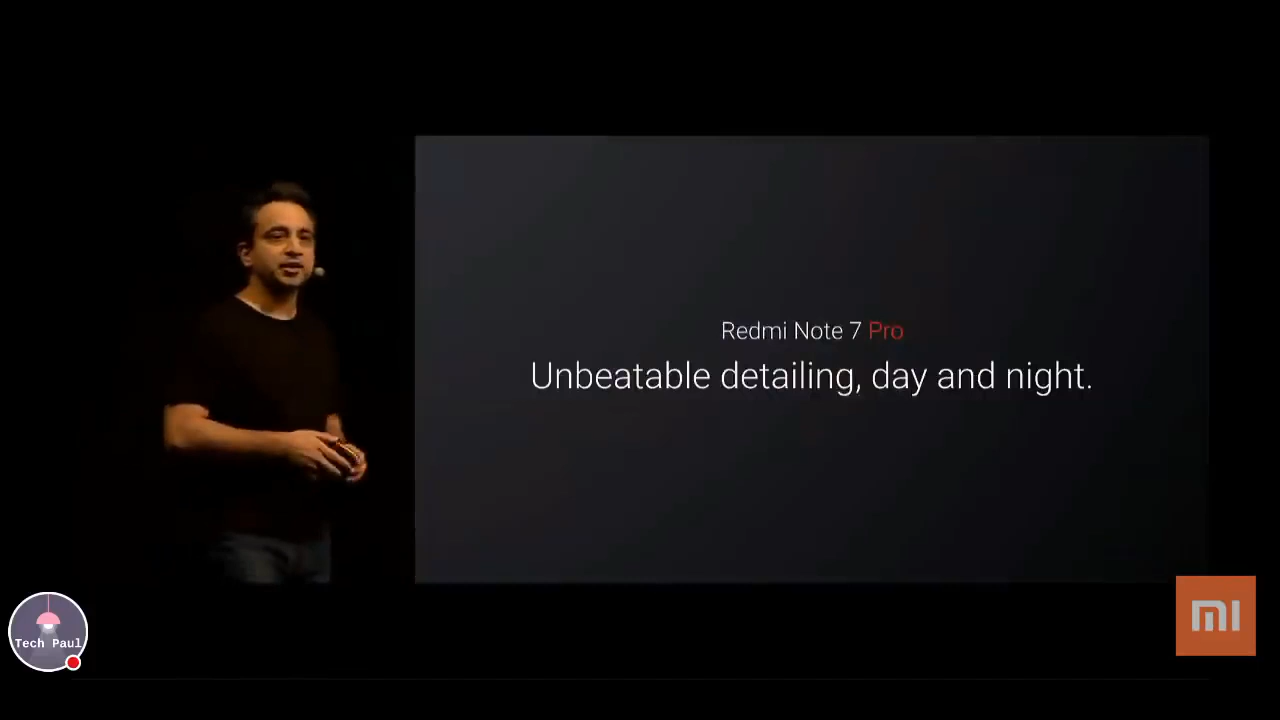 Redmi Note 7 Pro
Unbeatable detailing, day and night.
Tech Paul
mi